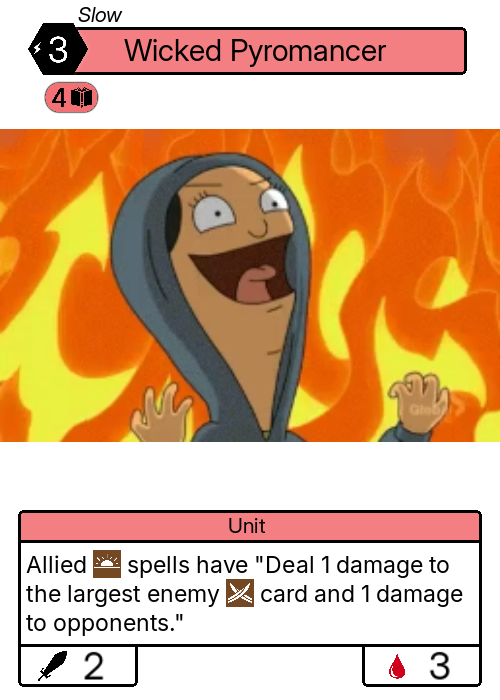 Slow
3 Wicked Pyromancer
4
Global
Unit
Allied spells have "Deal 1 damage to
the largest enemy card and 1 damage
to opponents."
2 3